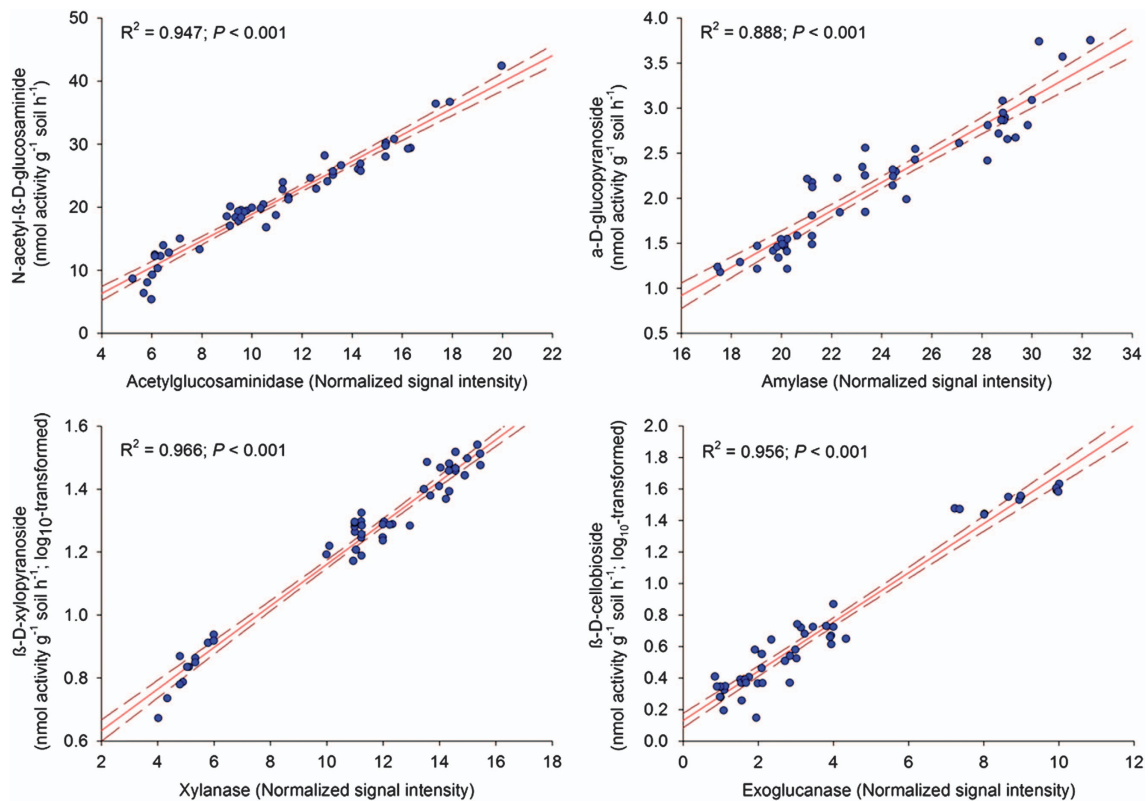 R² = 0.947; P < 0.001
N-acetyl-ß-D-glucosaminide
(nmol activity g⁻¹ soil h⁻¹)
50
40
30
20
10
0
4 6 8 10 12 14 16 18 20 22
Acetylglucosaminidase (Normalized signal intensity)
R² = 0.888; P < 0.001
a-D-glucopyranoside
(nmol activity g⁻¹ soil h⁻¹)
4.0
3.5
3.0
2.5
2.0
1.5
1.0
0.5
16 18 20 22 24 26 28 30 32 34
Amylase (Normalized signal intensity)
R² = 0.966; P < 0.001
ß-D-xylopyranoside
(nmol activity g⁻¹ soil h⁻¹; log₁₀-transformed)
1.6
1.4
1.2
1.0
0.8
0.6
2 4 6 8 10 12 14 16 18
Xylanase (Normalized signal intensity)
R² = 0.956; P < 0.001
ß-D-cellobioside
(nmol activity g⁻¹ soil h⁻¹; log₁₀-transformed)
2.0
1.8
1.6
1.4
1.2
1.0
0.8
0.6
0.4
0.2
0.0
0 2 4 6 8 10 12
Exoglucanase (Normalized signal intensity)